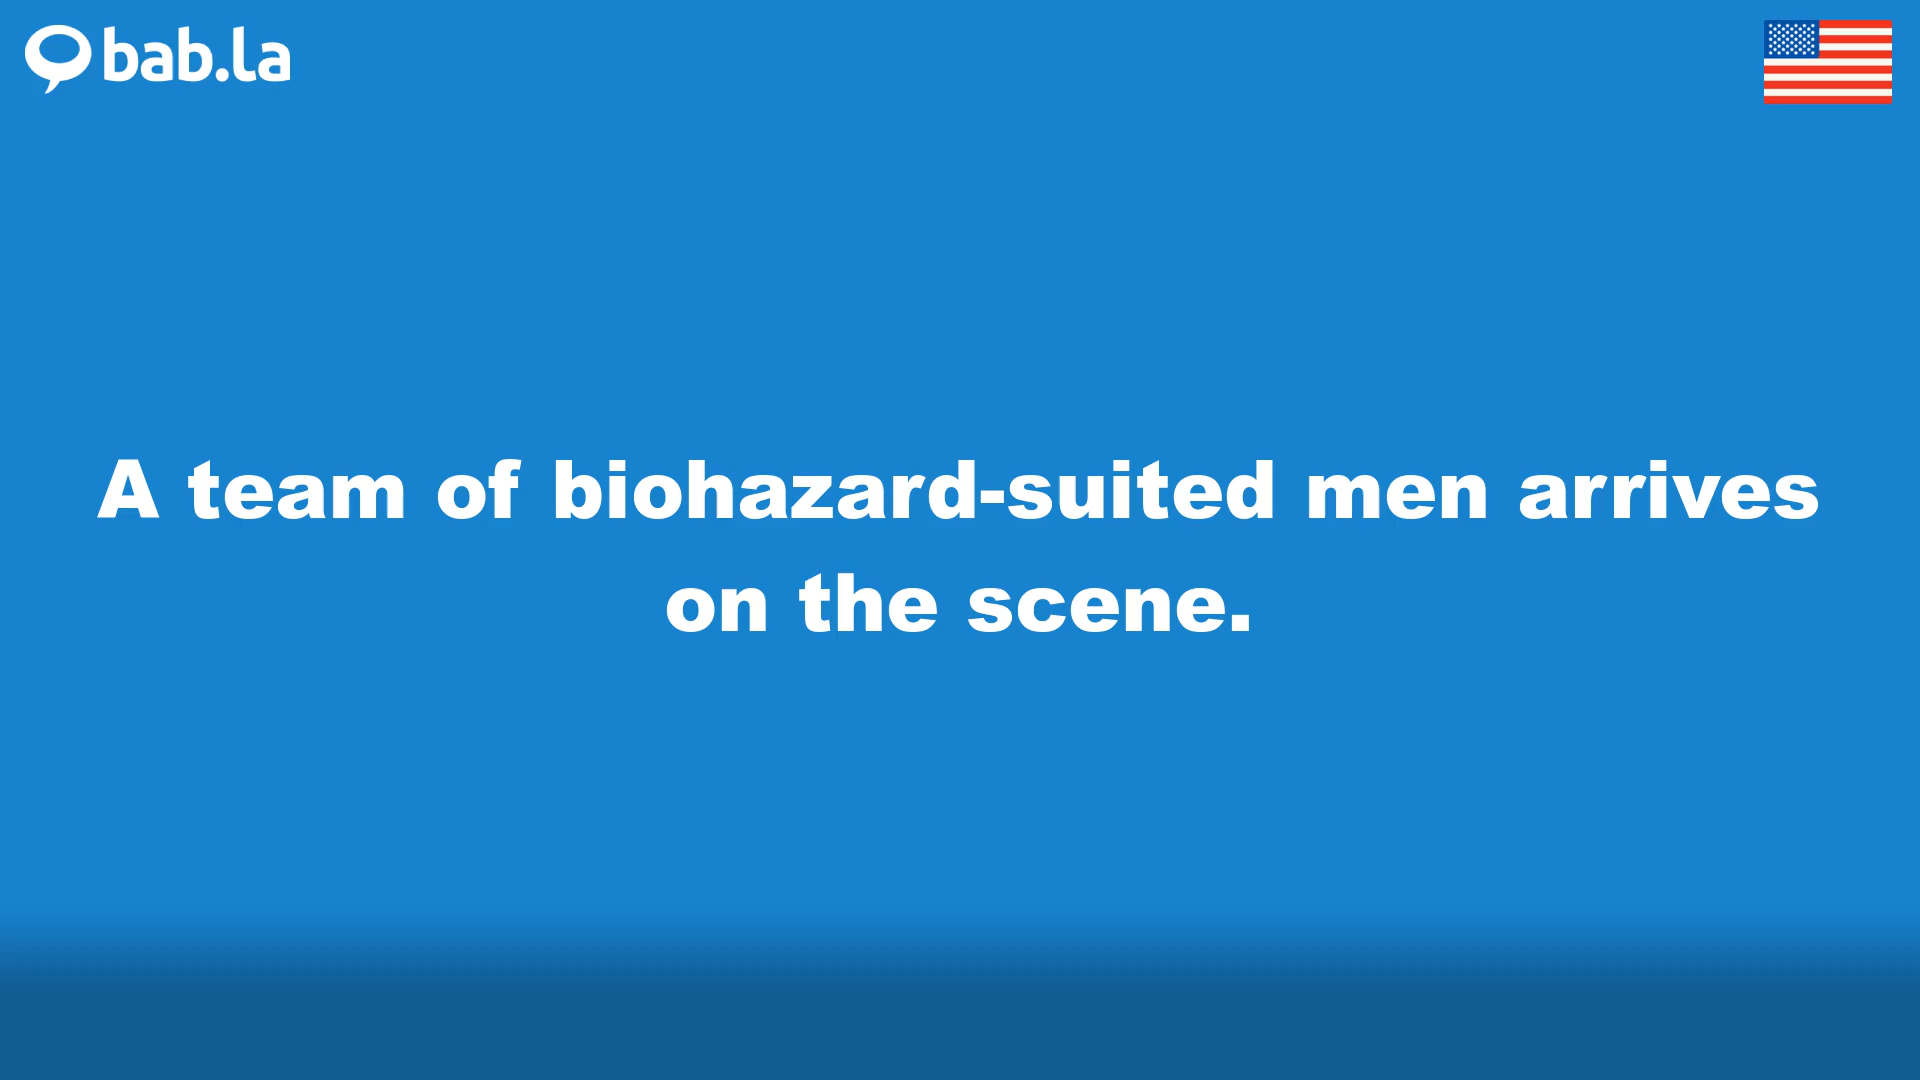 bab.la
A team of biohazard-suited men arrives
on the scene.